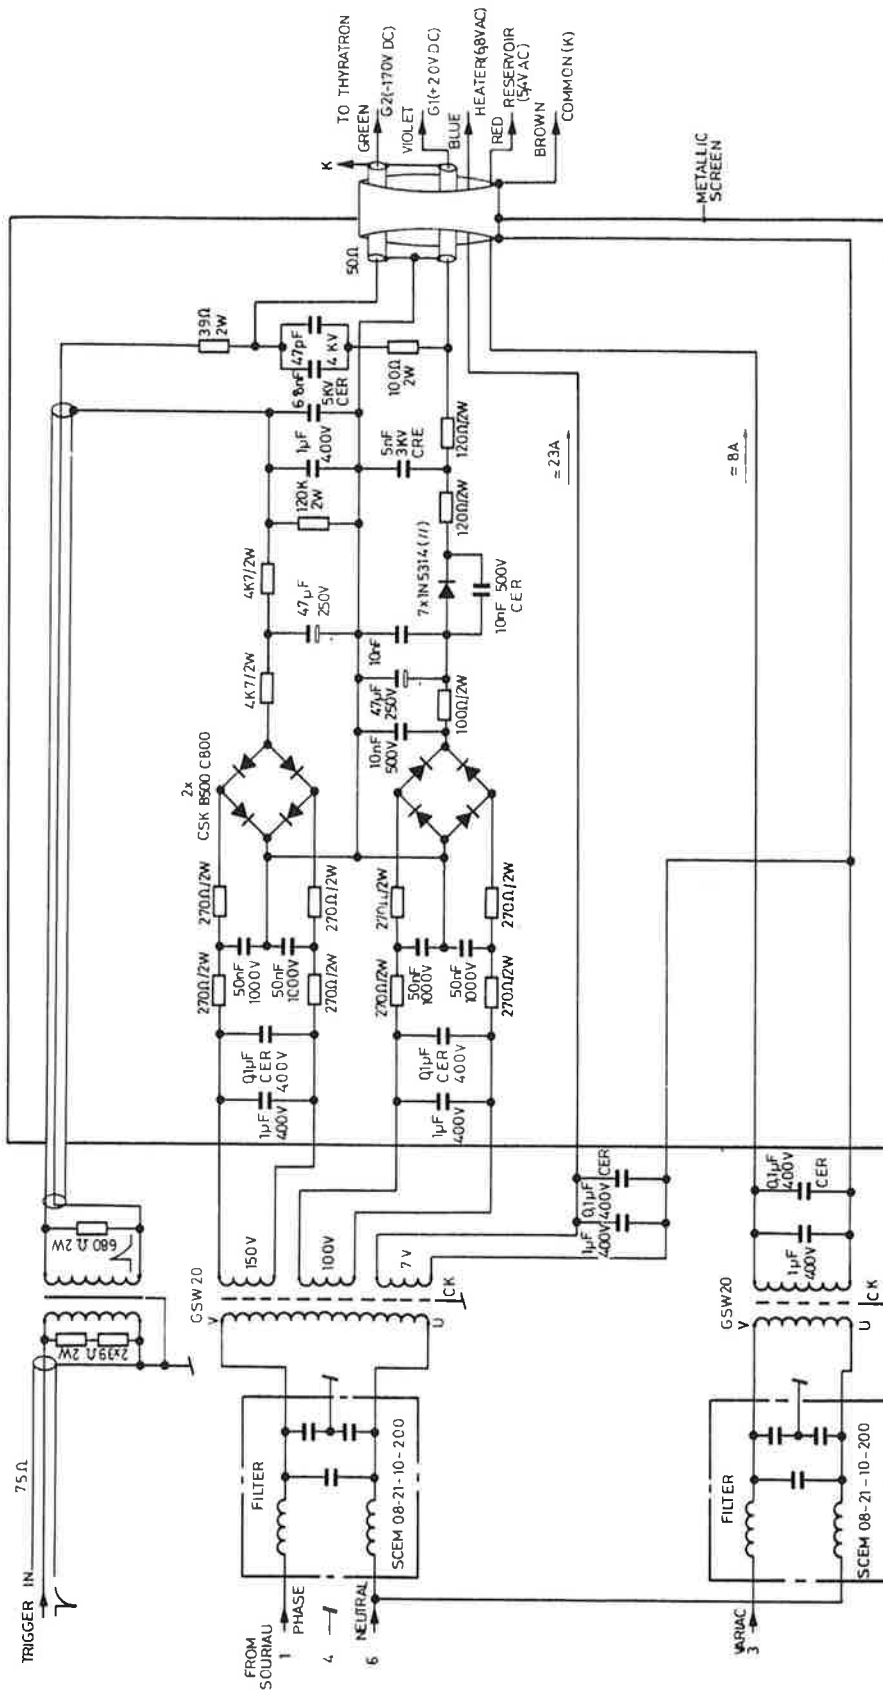 TO THYRATRON
GREEN
G2(-170V DC)
VIOLET
G1(+20V DC)
BLUE
HEATER(6,8VAC)
RED
RESERVOIR
(5,4V AC)
BROWN
COMMON (K)
K
METALLIC
SCREEN
50Ω
39Ω
2W
47pF
4 KV
6,8nF
5KV
CER
100Ω
2W
1µF
400V
120K
2W
5nF
3KV
CRE
120Ω/2W
120Ω/2W
≃ 23A
≃ 8A
4K7/2W
4K7/2W
47µF
250V
7x1N5314(//)
10nF 500V
CER
10nF
47µF
250V
100Ω/2W
10nF
500V
2x
CSK B500 C800
270Ω/2W
270Ω/2W
270Ω/2W
270Ω/2W
270Ω/2W
270Ω/2W
270Ω/2W
270Ω/2W
50nF
1000V
50nF
1000V
50nF
1000V
50nF
1000V
0,1µF
CER
400V
1µF
400V
0,1µF
CER
400V
1µF
400V
0,1µF
400V
CER
1µF
400V
0,1µF
400V
CER
1µF
400V
680Ω 2W
2x39Ω
2W
GSW 20
V
U
150V
100V
7V
CK
GSW20
V
U
CK
75Ω
TRIGGER IN
FILTER
SCEM 08-21-10-200
FILTER
SCEM 08-21-10-200
FROM
SOURIAU
1
PHASE
4
NEUTRAL
6
VARIAC
3